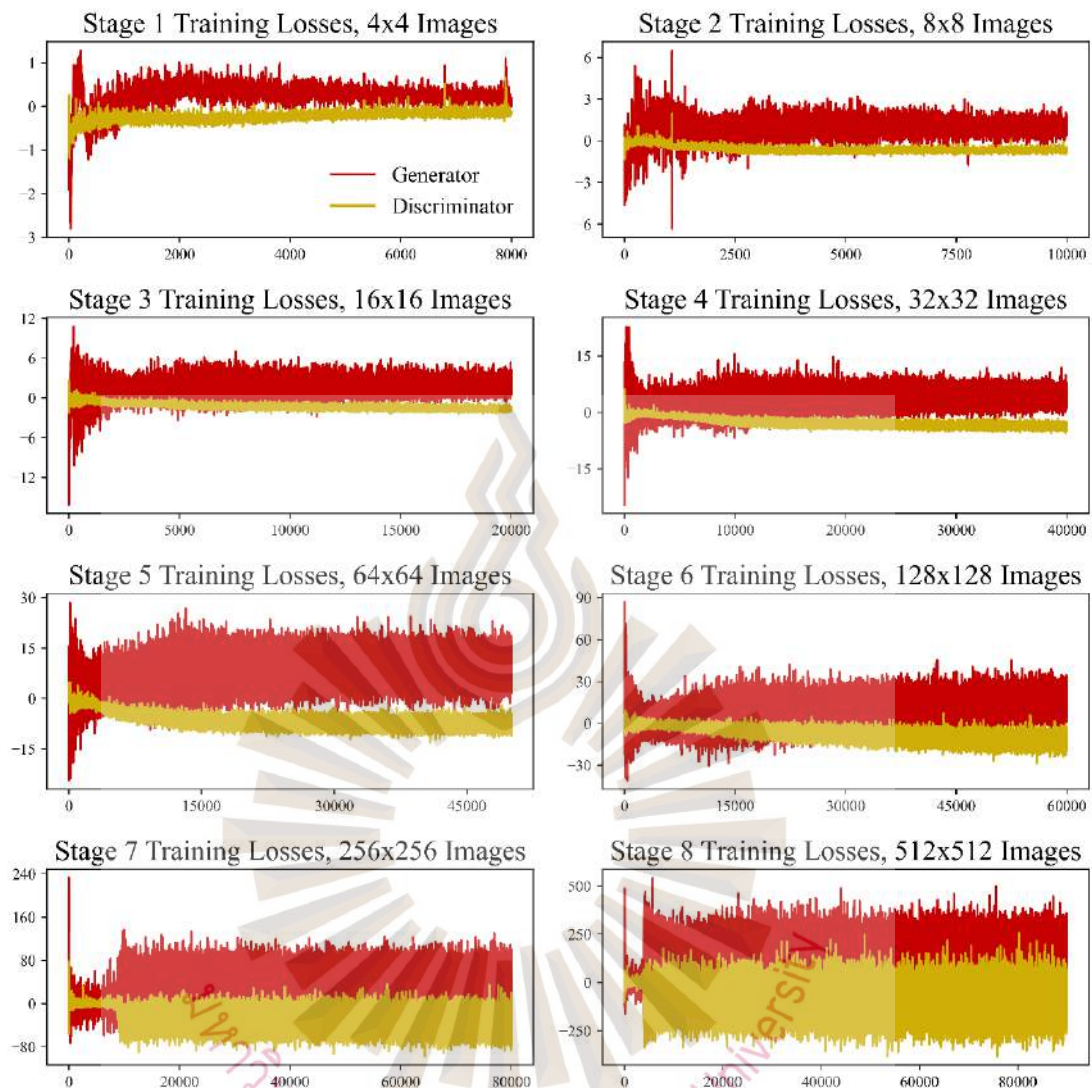 Stage 1 Training Losses, 4x4 Images
1
0
−1
−2
3
Generator
Discriminator
0 2000 4000 6000 8000
Stage 2 Training Losses, 8x8 Images
6
3
0
−3
6
0 2500 5000 7500 10000
Stage 3 Training Losses, 16x16 Images
12
6
0
−6
−12
0 5000 10000 15000 20000
Stage 4 Training Losses, 32x32 Images
15
0
−15
0 10000 20000 30000 40000
Stage 5 Training Losses, 64x64 Images
30
15
0
−15
0 15000 30000 45000
Stage 6 Training Losses, 128x128 Images
90
60
30
0
−30
0 15000 30000 45000 60000
Stage 7 Training Losses, 256x256 Images
240
160
80
0
−80
0 20000 40000 60000 80000
Stage 8 Training Losses, 512x512 Images
500
250
0
−250
0 20000 40000 60000 80000
University